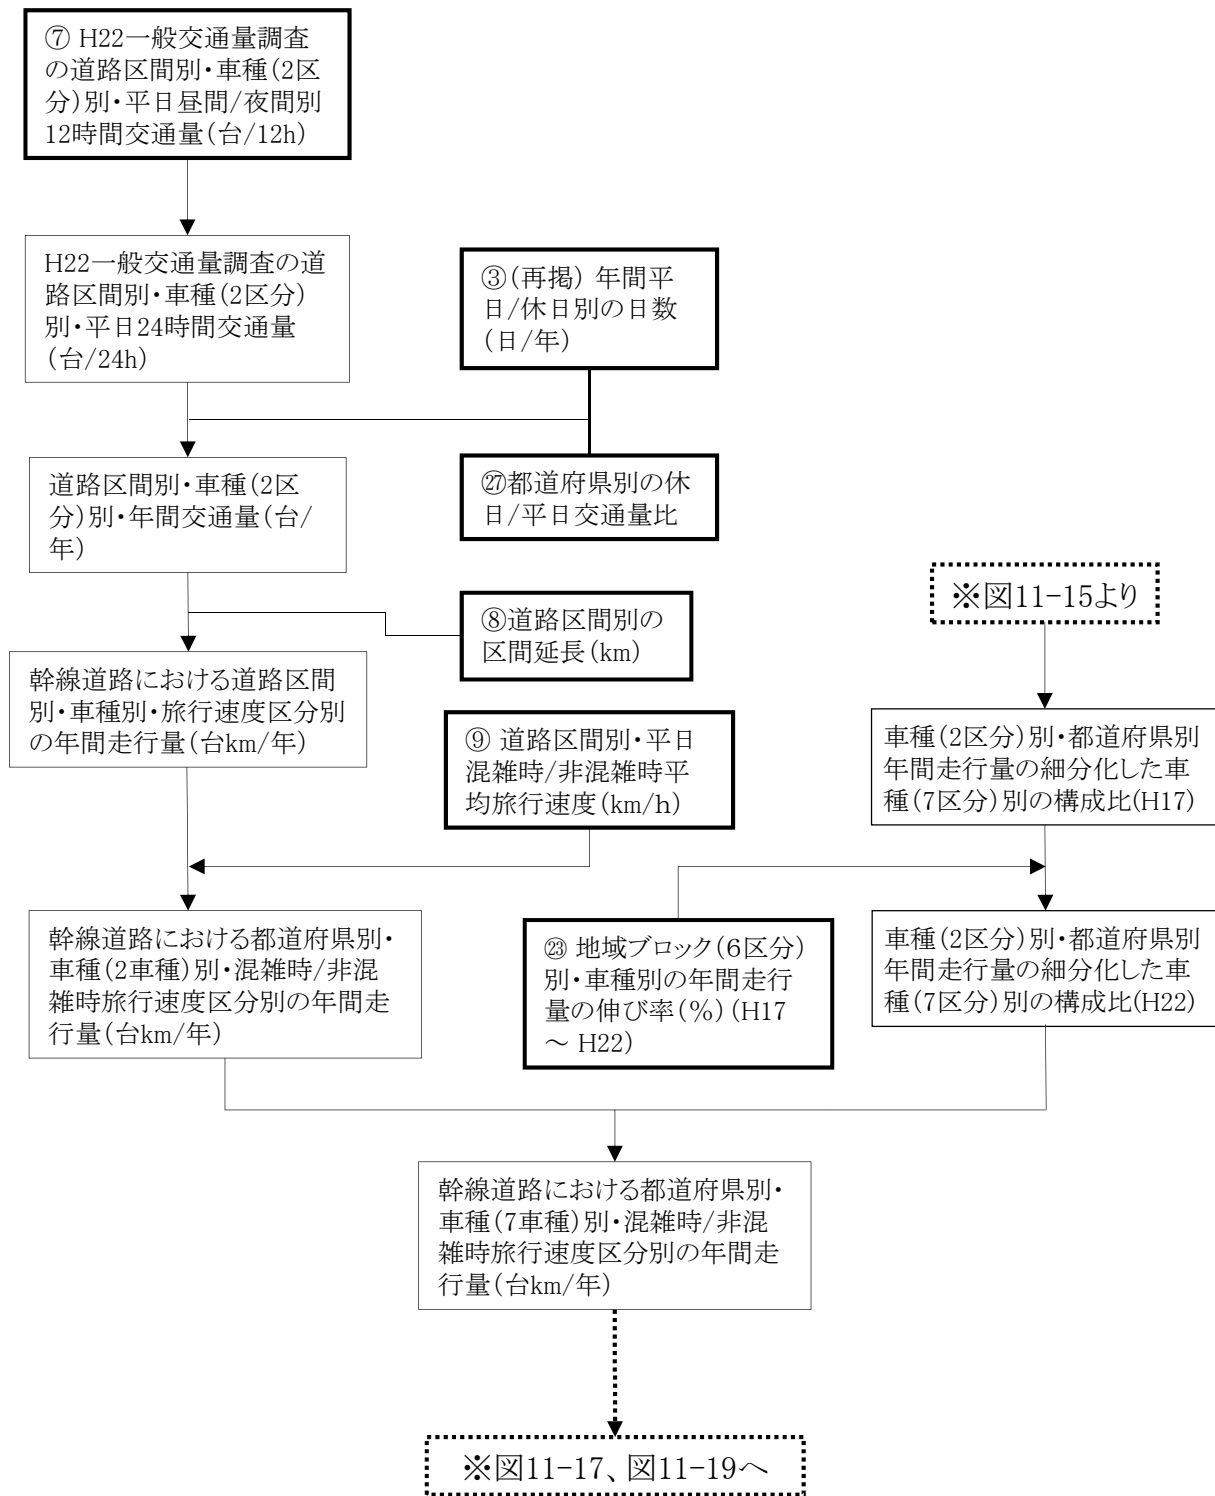 ⑦ H22一般交通量調査
の道路区間別・車種(2区
分)別・平日昼間/夜間別
12時間交通量(台/12h)
H22一般交通量調査の道
路区間別・車種(2区分)
別・平日24時間交通量
(台/24h)
③(再掲) 年間平
日/休日別の日数
(日/年)
道路区間別・車種(2区
分)別・年間交通量(台/
年)
㉗都道府県別の休
日/平日交通量比
※図11-15より
⑧道路区間別の
区間延長(km)
幹線道路における道路区間
別・車種別・旅行速度区分別
の年間走行量(台km/年)
⑨ 道路区間別・平日
混雑時/非混雑時平
均旅行速度(km/h)
車種(2区分)別・都道府県別
年間走行量の細分化した車
種(7区分)別の構成比(H17)
幹線道路における都道府県別・
車種(2車種)別・混雑時/非混
雑時旅行速度区分別の年間走
行量(台km/年)
㉓ 地域ブロック(6区分)
別・車種別の年間走行
量の伸び率(%)(H17
～ H22)
車種(2区分)別・都道府県別
年間走行量の細分化した車
種(7区分)別の構成比(H22)
幹線道路における都道府県別・
車種(7車種)別・混雑時/非混
雑時旅行速度区分別の年間走
行量(台km/年)
※図11-17、図11-19へ